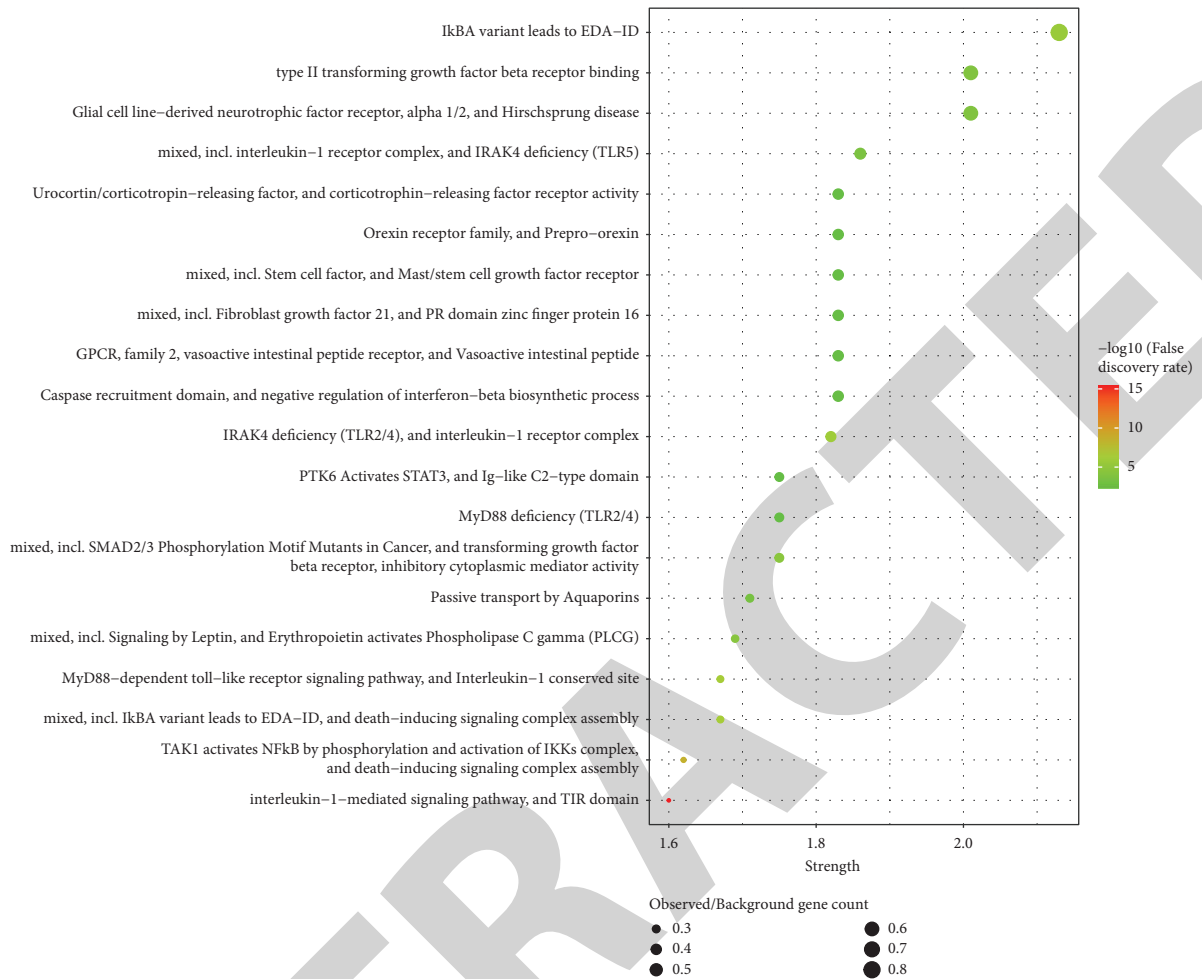 IkBA variant leads to EDA−ID
type II transforming growth factor beta receptor binding
Glial cell line−derived neurotrophic factor receptor, alpha 1/2, and Hirschsprung disease
mixed, incl. interleukin−1 receptor complex, and IRAK4 deficiency (TLR5)
Urocortin/corticotropin−releasing factor, and corticotrophin−releasing factor receptor activity
Orexin receptor family, and Prepro−orexin
mixed, incl. Stem cell factor, and Mast/stem cell growth factor receptor
mixed, incl. Fibroblast growth factor 21, and PR domain zinc finger protein 16
GPCR, family 2, vasoactive intestinal peptide receptor, and Vasoactive intestinal peptide
Caspase recruitment domain, and negative regulation of interferon−beta biosynthetic process
IRAK4 deficiency (TLR2/4), and interleukin−1 receptor complex
PTK6 Activates STAT3, and Ig−like C2−type domain
MyD88 deficiency (TLR2/4)
mixed, incl. SMAD2/3 Phosphorylation Motif Mutants in Cancer, and transforming growth factor
beta receptor, inhibitory cytoplasmic mediator activity
Passive transport by Aquaporins
mixed, incl. Signaling by Leptin, and Erythropoietin activates Phospholipase C gamma (PLCG)
MyD88−dependent toll−like receptor signaling pathway, and Interleukin−1 conserved site
mixed, incl. IkBA variant leads to EDA−ID, and death−inducing signaling complex assembly
TAK1 activates NFkB by phosphorylation and activation of IKKs complex,
and death−inducing signaling complex assembly
interleukin−1−mediated signaling pathway, and TIR domain
1.6 1.8 2.0
Strength
−log10 (False
discovery rate)
15
10
5
Observed/Background gene count
0.3 0.6
0.4 0.7
0.5 0.8
TRACTED